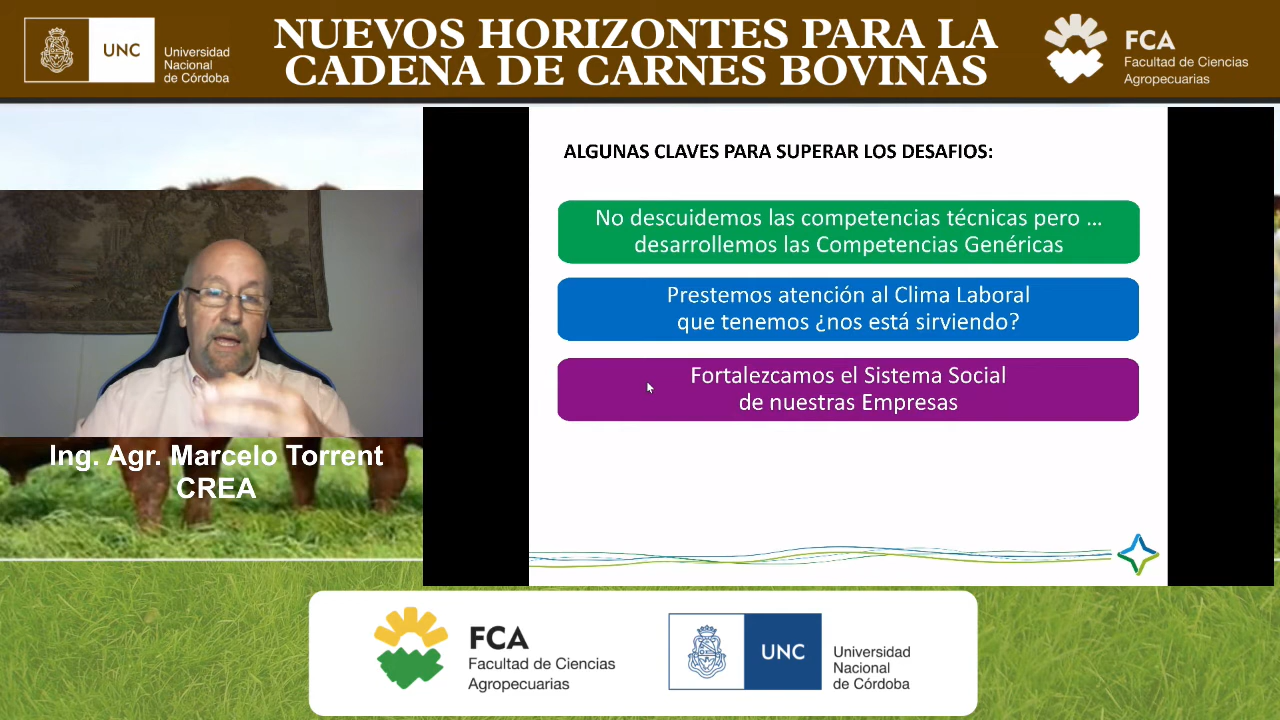 UNC
Universidad
Nacional
de Córdoba
NUEVOS HORIZONTES PARA LA
CADENA DE CARNES BOVINAS
FCA
Facultad de Ciencias
Agropecuarias
ALGUNAS CLAVES PARA SUPERAR LOS DESAFIOS:
No descuidemos las competencias técnicas pero ...
desarrollemos las Competencias Genéricas
Prestemos atención al Clima Laboral
que tenemos ¿nos está sirviendo?
Fortalezcamos el Sistema Social
de nuestras Empresas
Ing. Agr. Marcelo Torrent
CREA
FCA
Facultad de Ciencias
Agropecuarias
UNC
Universidad
Nacional
de Córdoba